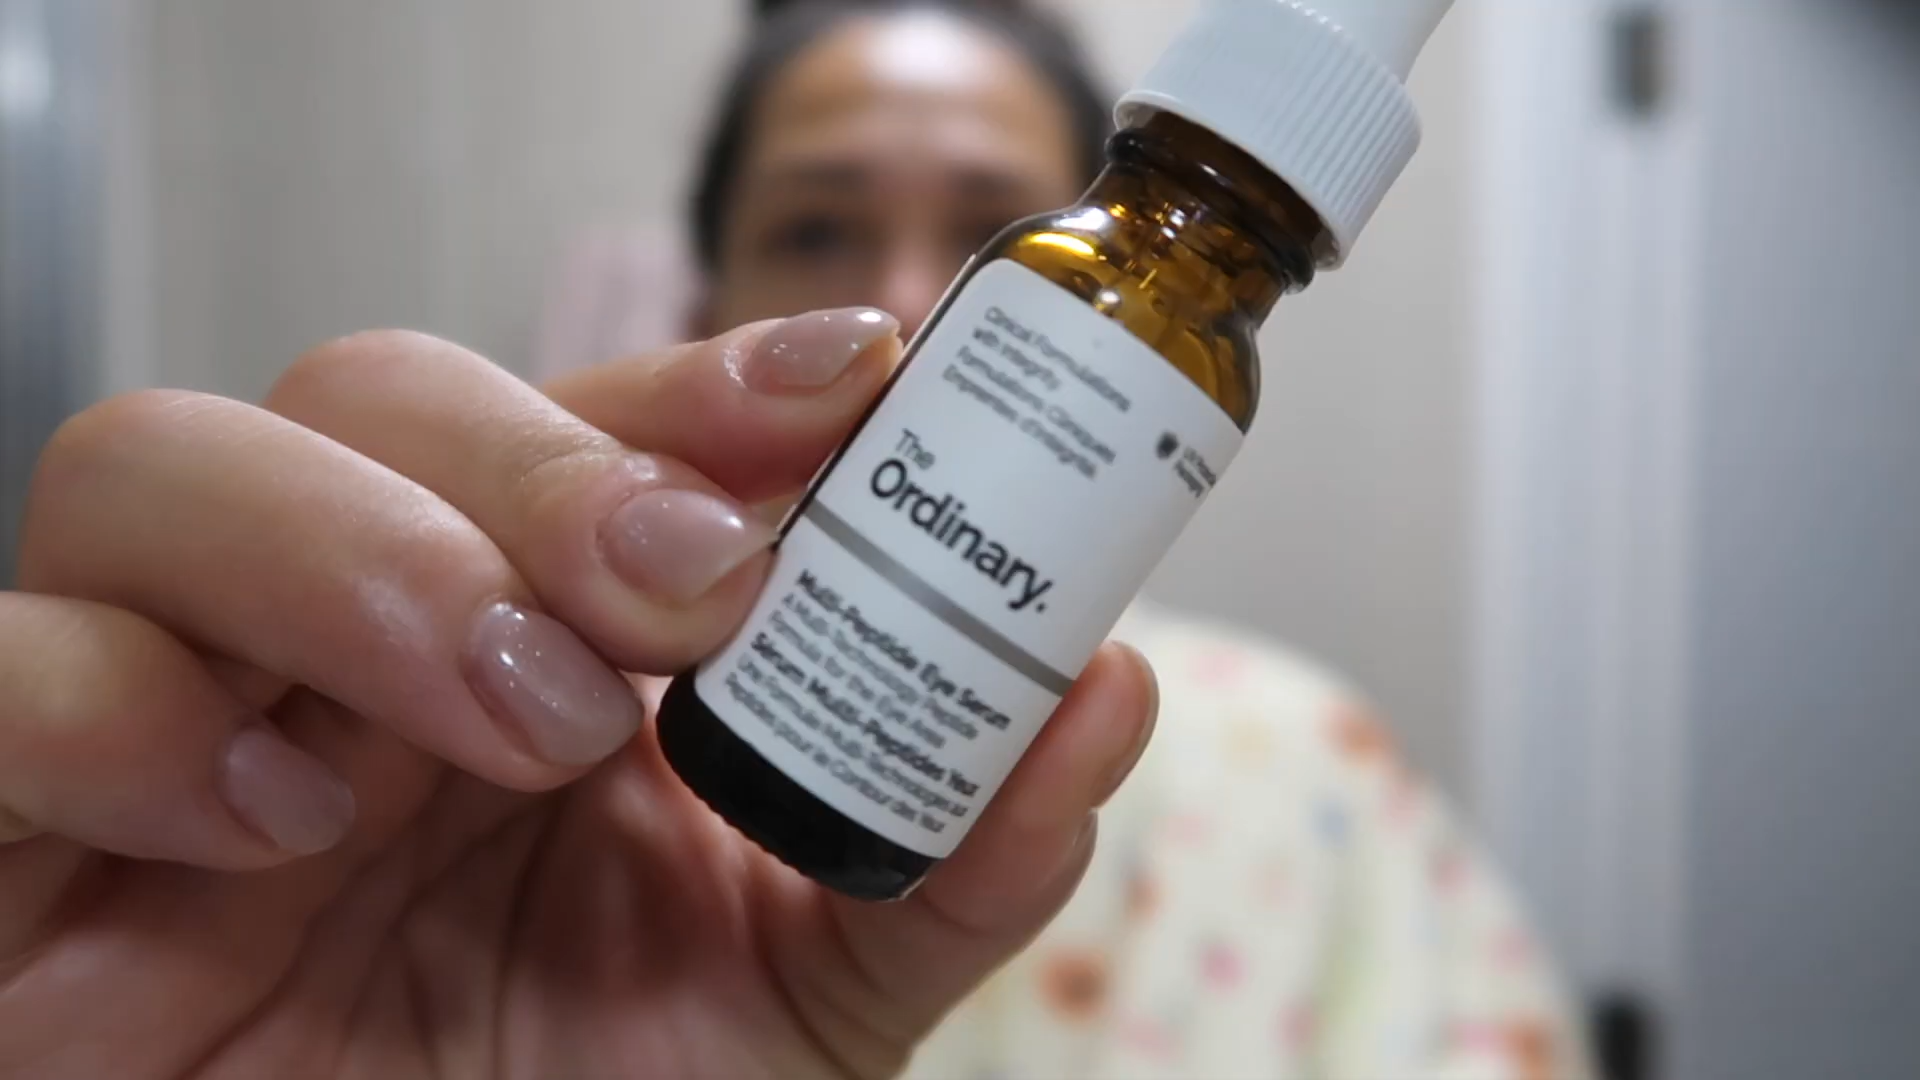 Clinical Formulations
with Integrity.
Formulations Cliniques
Empreintes d'Intégrité.
The
Ordinary.
Multi-Peptide Eye Serum
A Multi-Technology Peptide
Formula for the Eye Area
Sérum Multi-Peptides Yeux
Une Formule Multi-Technologies aux
Peptides pour le Contour des Yeux